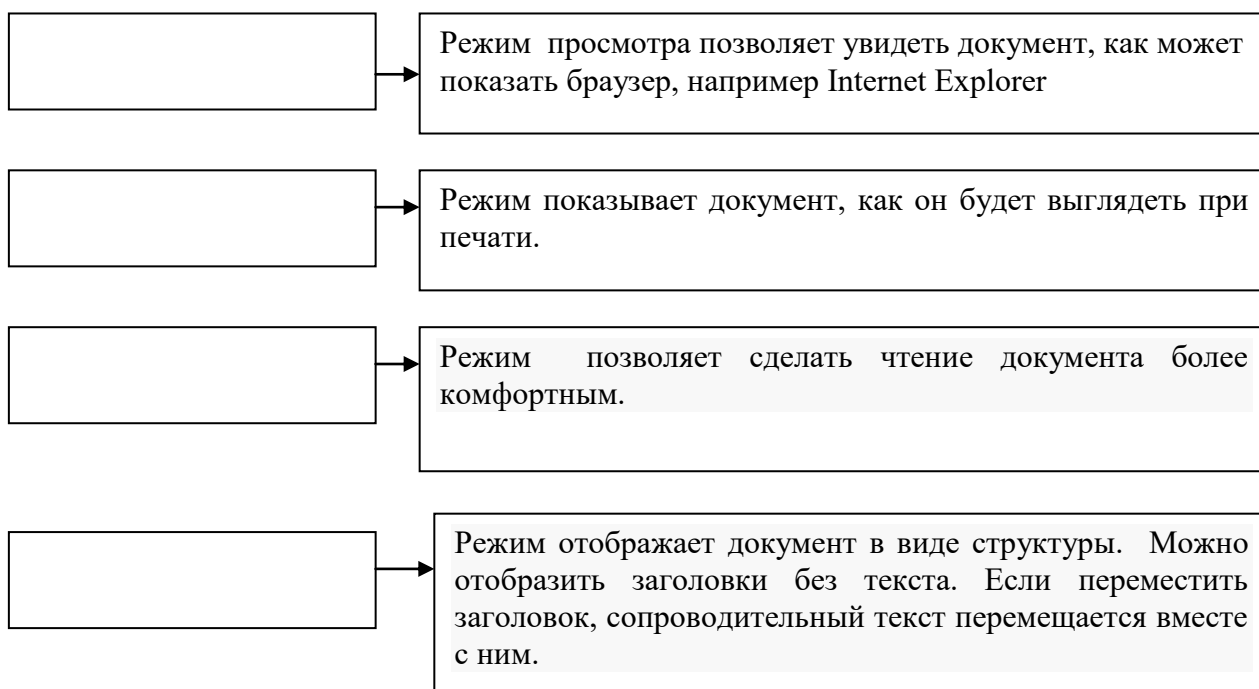 Режим просмотра позволяет увидеть документ, как может
показать браузер, например Internet Explorer
Режим показывает документ, как он будет выглядеть при
печати.
Режим позволяет сделать чтение документа более
комфортным.
Режим отображает документ в виде структуры. Можно
отобразить заголовки без текста. Если переместить
заголовок, сопроводительный текст перемещается вместе
с ним.